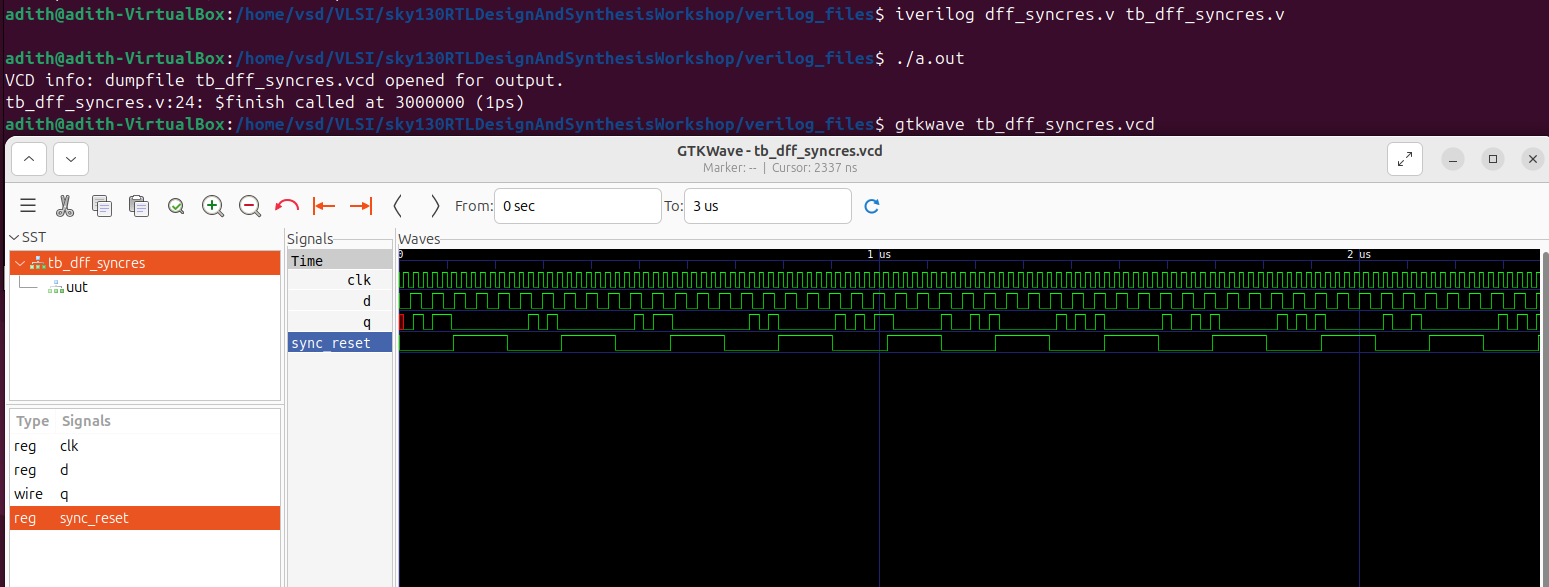 adith@adith-VirtualBox:/home/vsd/VLSI/sky130RTLDesignAndSynthesisWorkshop/verilog_files$ iverilog dff_syncres.v tb_dff_syncres.v
adith@adith-VirtualBox:/home/vsd/VLSI/sky130RTLDesignAndSynthesisWorkshop/verilog_files$ ./a.out
VCD info: dumpfile tb_dff_syncres.vcd opened for output.
tb_dff_syncres.v:24: $finish called at 3000000 (1ps)
adith@adith-VirtualBox:/home/vsd/VLSI/sky130RTLDesignAndSynthesisWorkshop/verilog_files$ gtkwave tb_dff_syncres.vcd
GTKWave - tb_dff_syncres.vcd
Marker: -- | Cursor: 2337 ns
From: 0 sec To: 3 us
SST
tb_dff_syncres
uut
Type Signals
reg clk
reg d
wire q
reg sync_reset
Signals
Time
clk
d
q
sync_reset
Waves
0 1 us 2 us